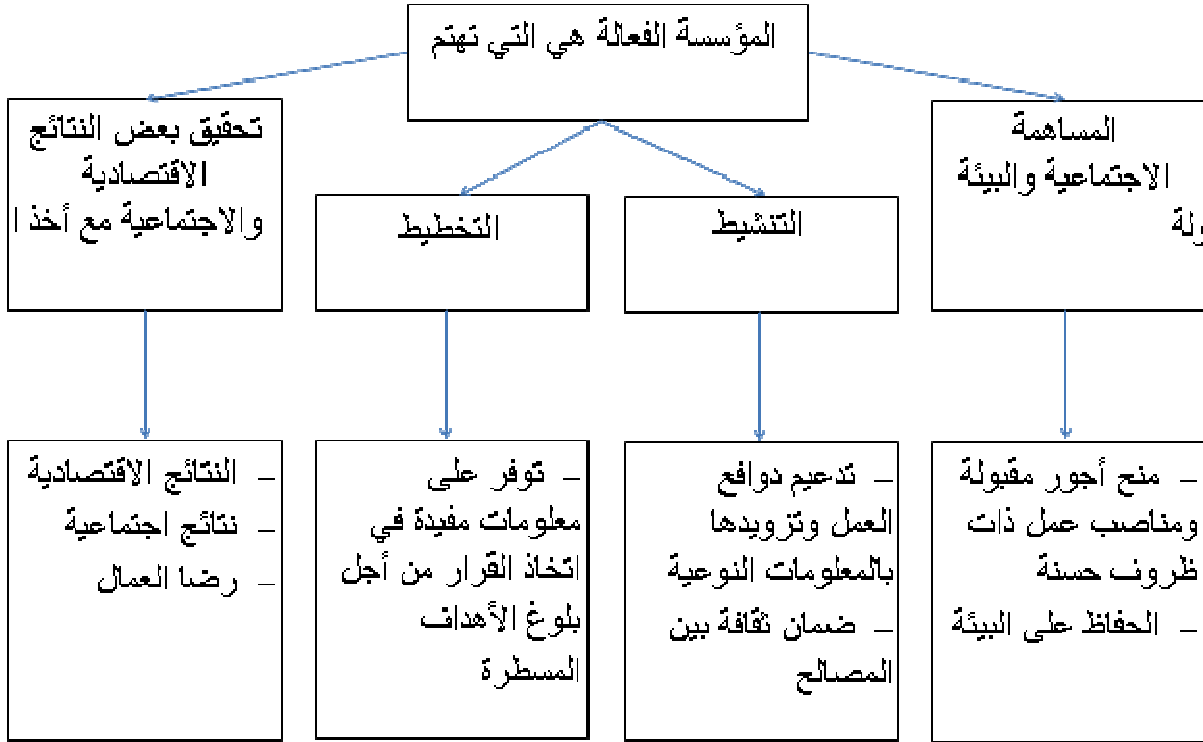 المؤسسة الفعالة هي التي تهتم
المساهمة
الاجتماعية والبيئة
التنشيط
التخطيط
تحقيق بعض النتائج
الاقتصادية
والاجتماعية مع أخذ ا
– منح أجور مقبولة
ومناصب عمل ذات
ظروف حسنة
– الحفاظ على البيئة
– تدعيم دوافع
العمل وتزويدها
بالمعلومات النوعية
– ضمان ثقافة بين
المصالح
– توفر على
معلومات مفيدة في
اتخاذ القرار من أجل
بلوغ الأهداف
المسطرة
– النتائج الاقتصادية
– نتائج اجتماعية
– رضا العمال